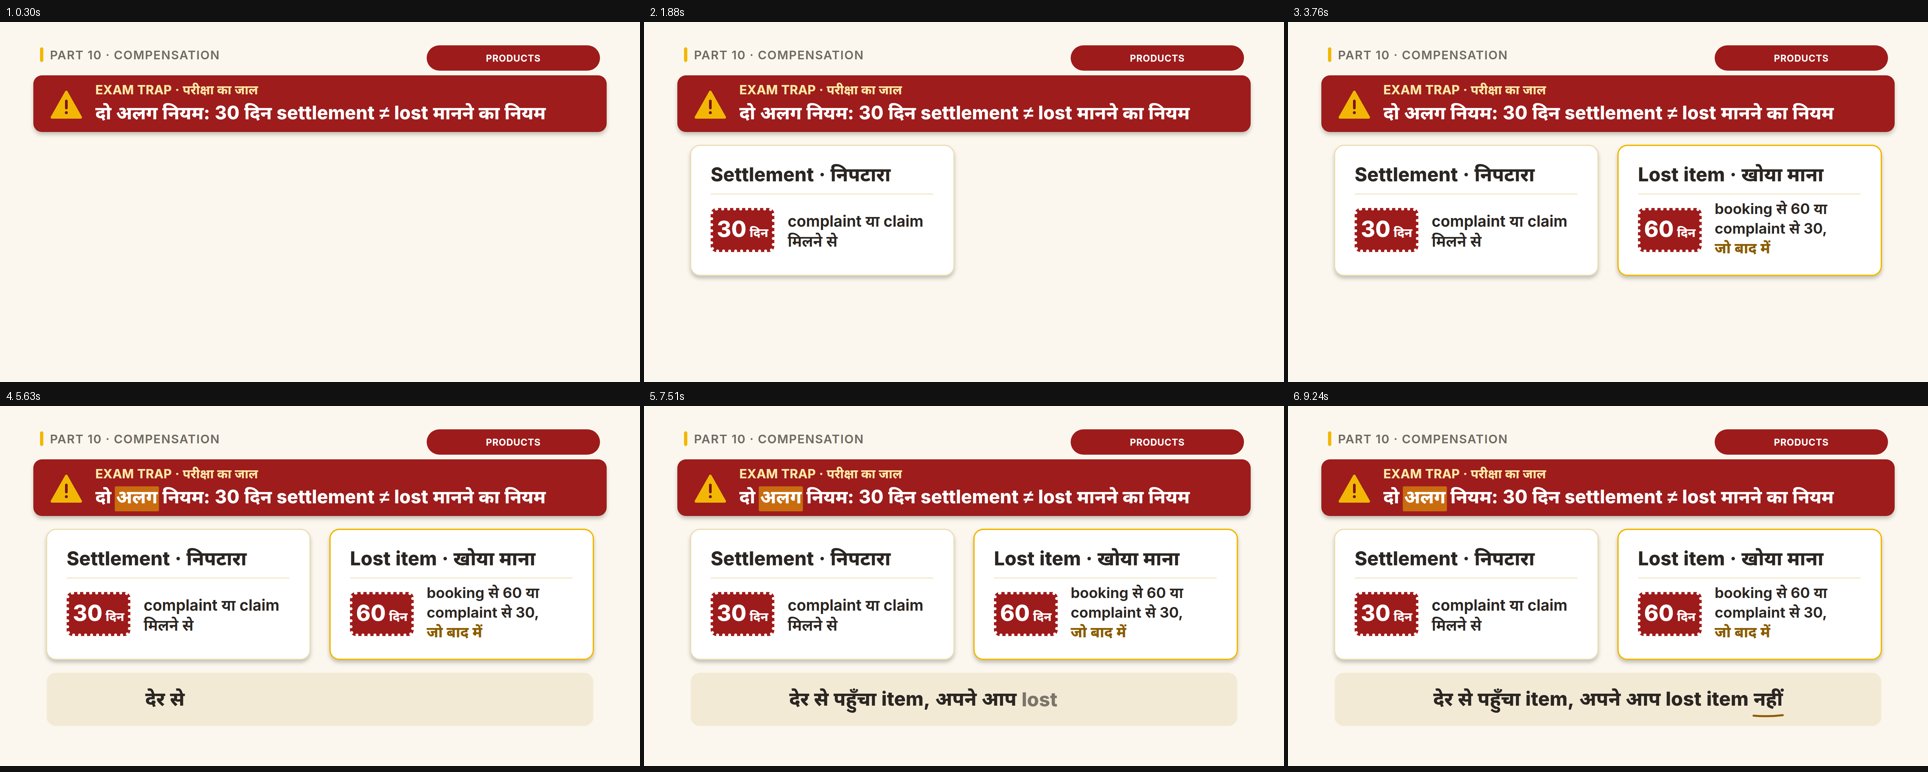 1. 0.30s
PART 10 · COMPENSATION
PRODUCTS
EXAM TRAP · परीक्षा का जाल
दो अलग नियम: 30 दिन settlement ≠ lost मानने का नियम
2. 1.88s
PART 10 · COMPENSATION
PRODUCTS
EXAM TRAP · परीक्षा का जाल
दो अलग नियम: 30 दिन settlement ≠ lost मानने का नियम
Settlement · निपटारा
30 दिन
complaint या claim
मिलने से
3. 3.76s
PART 10 · COMPENSATION
PRODUCTS
EXAM TRAP · परीक्षा का जाल
दो अलग नियम: 30 दिन settlement ≠ lost मानने का नियम
Settlement · निपटारा
30 दिन
complaint या claim
मिलने से
Lost item · खोया माना
60 दिन
booking से 60 या
complaint से 30,
जो बाद में
4. 5.63s
PART 10 · COMPENSATION
PRODUCTS
EXAM TRAP · परीक्षा का जाल
दो अलग नियम: 30 दिन settlement ≠ lost मानने का नियम
Settlement · निपटारा
30 दिन
complaint या claim
मिलने से
Lost item · खोया माना
60 दिन
booking से 60 या
complaint से 30,
जो बाद में
देर से
5. 7.51s
PART 10 · COMPENSATION
PRODUCTS
EXAM TRAP · परीक्षा का जाल
दो अलग नियम: 30 दिन settlement ≠ lost मानने का नियम
Settlement · निपटारा
30 दिन
complaint या claim
मिलने से
Lost item · खोया माना
60 दिन
booking से 60 या
complaint से 30,
जो बाद में
देर से पहुँचा item, अपने आप lost
6. 9.24s
PART 10 · COMPENSATION
PRODUCTS
EXAM TRAP · परीक्षा का जाल
दो अलग नियम: 30 दिन settlement ≠ lost मानने का नियम
Settlement · निपटारा
30 दिन
complaint या claim
मिलने से
Lost item · खोया माना
60 दिन
booking से 60 या
complaint से 30,
जो बाद में
देर से पहुँचा item, अपने आप lost item नहीं